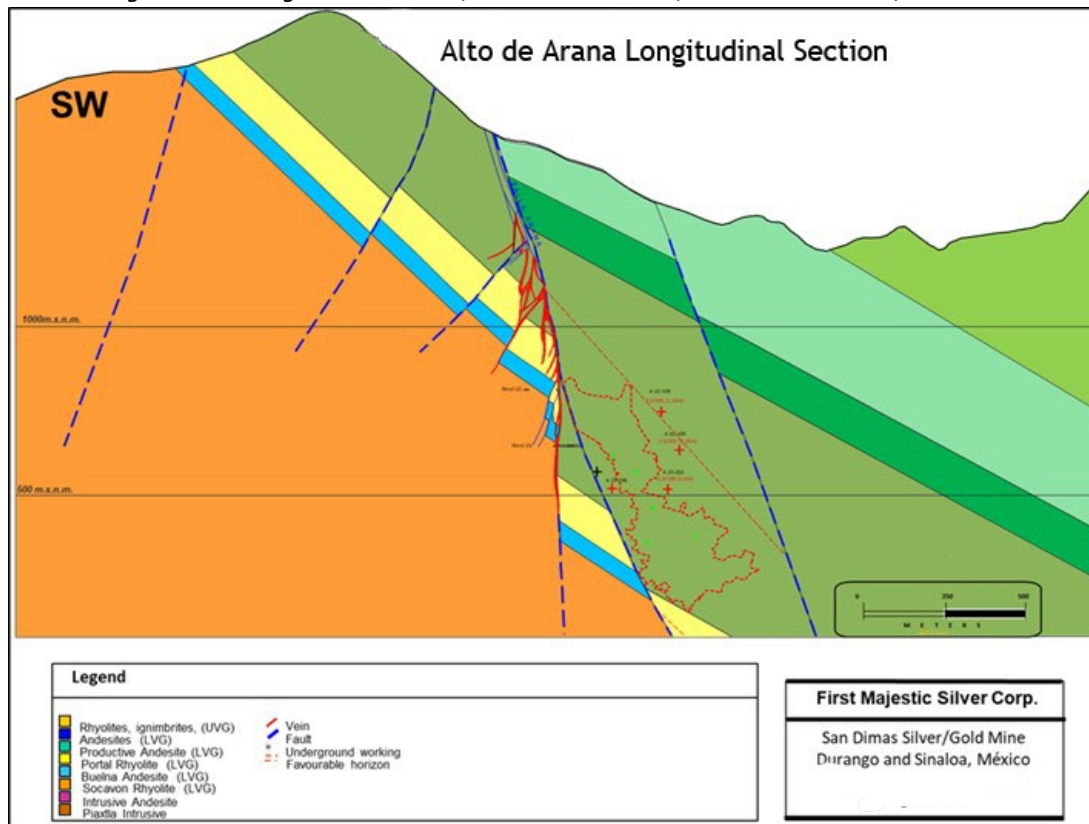 Alto de Arana Longitudinal Section
SW
1000m.s.n.m.
500 m.s.n.m.
0 250 500
M E T E R S
Legend
Rhyolites, ignimbrites, (UVG)
Andesites (LVG)
Productive Andesite (LVG)
Portal Rhyolite (LVG)
Buelna Andesite (LVG)
Socavon Rhyolite (LVG)
Intrusive Andesite
Piaxtla Intrusive
Vein
Fault
Underground working
Favourable horizon
First Majestic Silver Corp.
San Dimas Silver/Gold Mine
Durango and Sinaloa, México